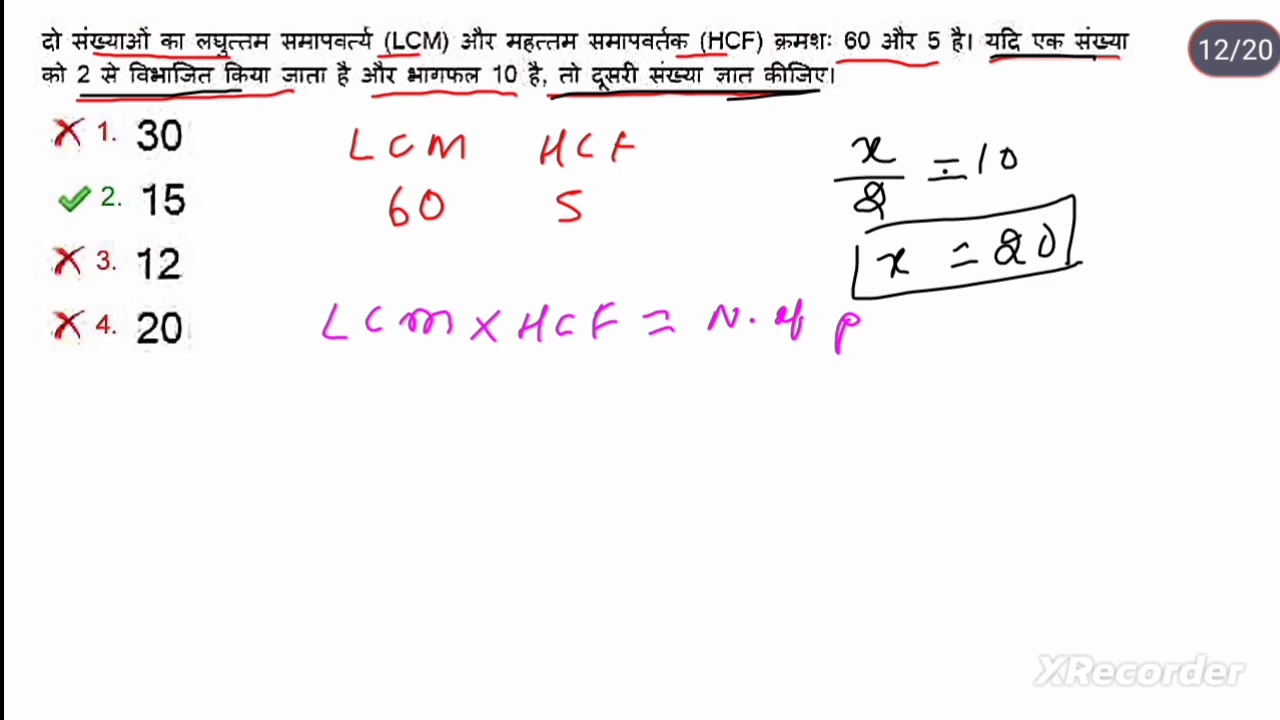 दो संख्याओं का लघुत्तम समापवर्त्य (LCM) और महत्तम समापवर्तक (HCF) क्रमशः 60 और 5 है। यदि एक संख्या
को 2 से विभाजित किया जाता है और भागफल 10 है, तो दूसरी संख्या ज्ञात कीजिए।
12/20
1. 30
2. 15
3. 12
4. 20
LCM HCF
60 5
x/2 = 10
x = 20
LCM X HCF = N. of p
XRecorder